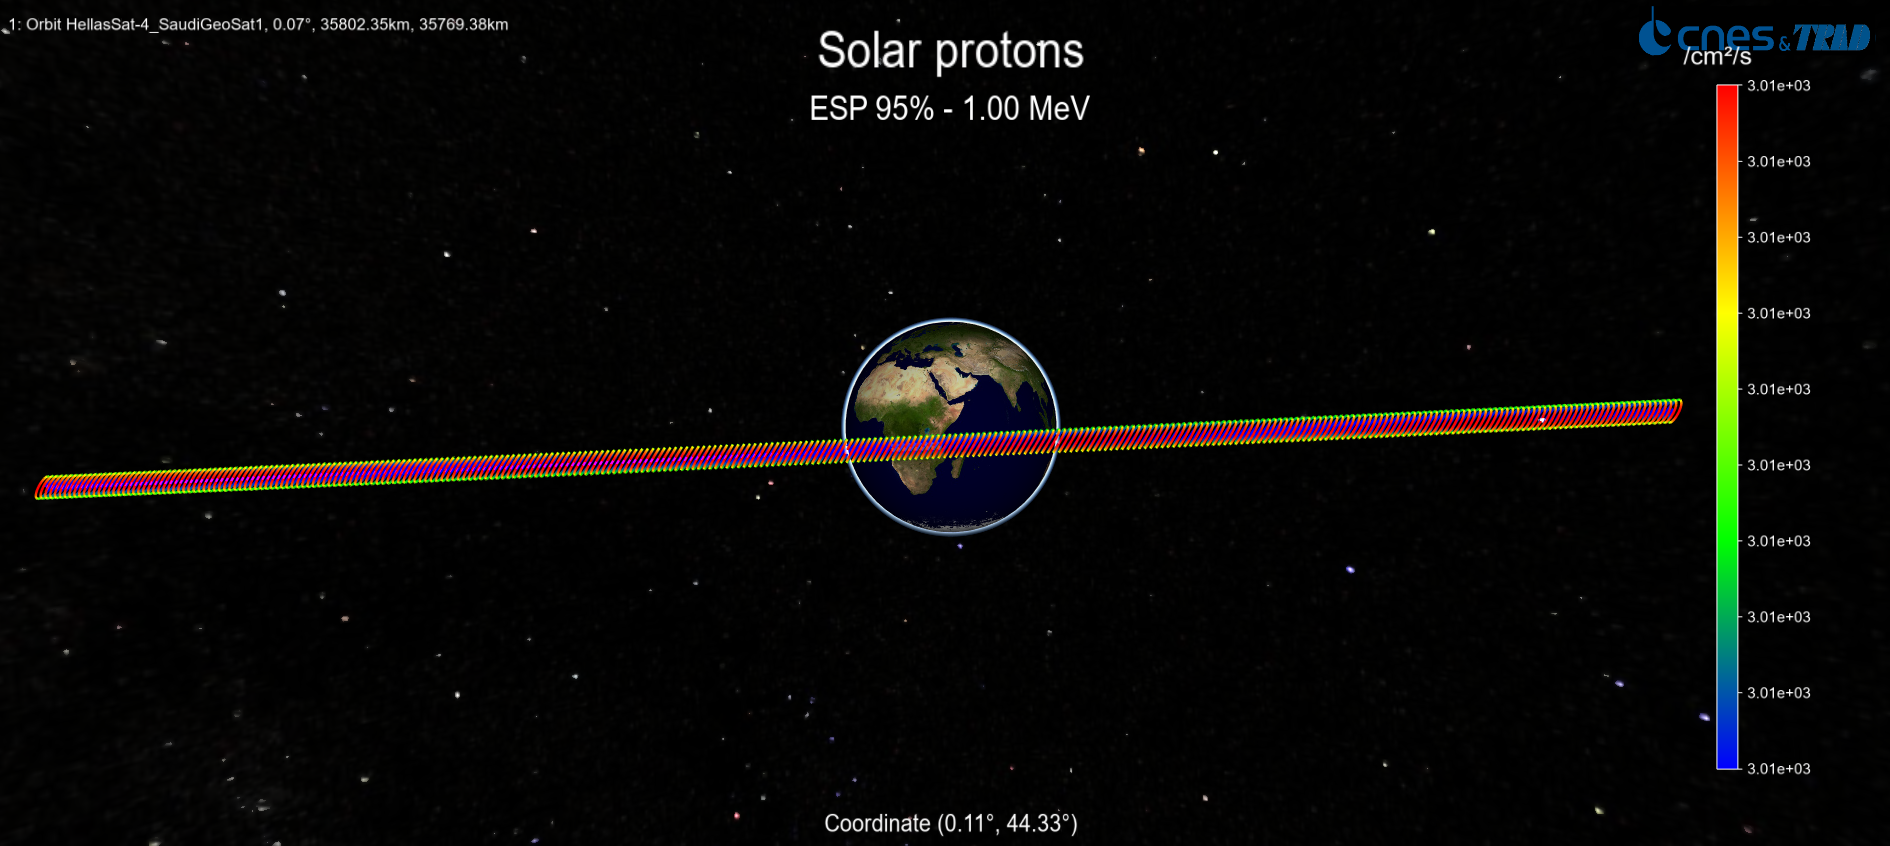 1: Orbit HellasSat-4_SaudiGeoSat1, 0.07°, 35802.35km, 35769.38km
Solar protons
ESP 95% - 1.00 MeV
cnes & TRAD
/cm²/s
3.01e+03
3.01e+03
3.01e+03
3.01e+03
3.01e+03
3.01e+03
3.01e+03
3.01e+03
3.01e+03
3.01e+03
Coordinate (0.11°, 44.33°)